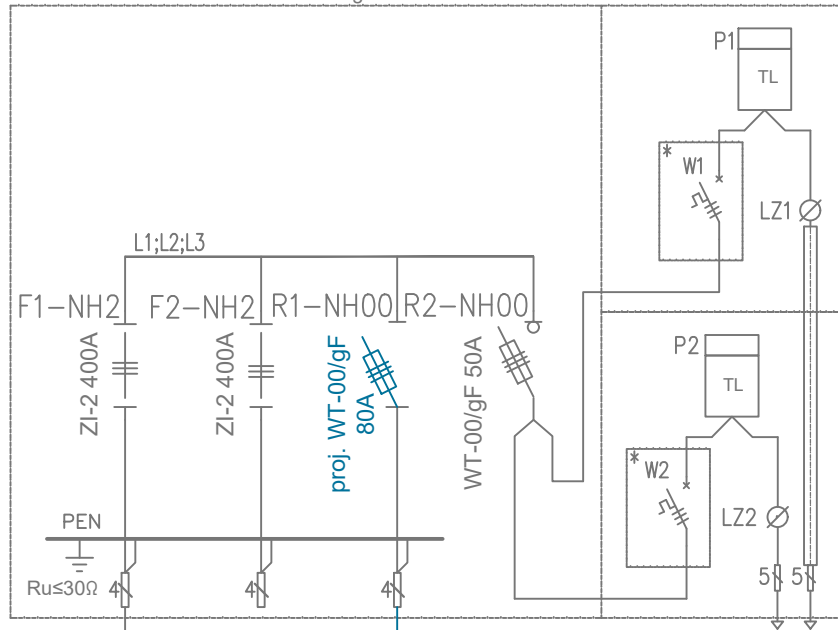 P1
TL
*
W1
LZ1
L1;L2;L3
F1-NH2
F2-NH2
R1-NH00
R2-NH00
ZI-2 400A
ZI-2 400A
proj. WT-00/gF
80A
WT-00/gF 50A
P2
TL
*
W2
LZ2
PEN
Ru≤30Ω
4
4
4
5
5